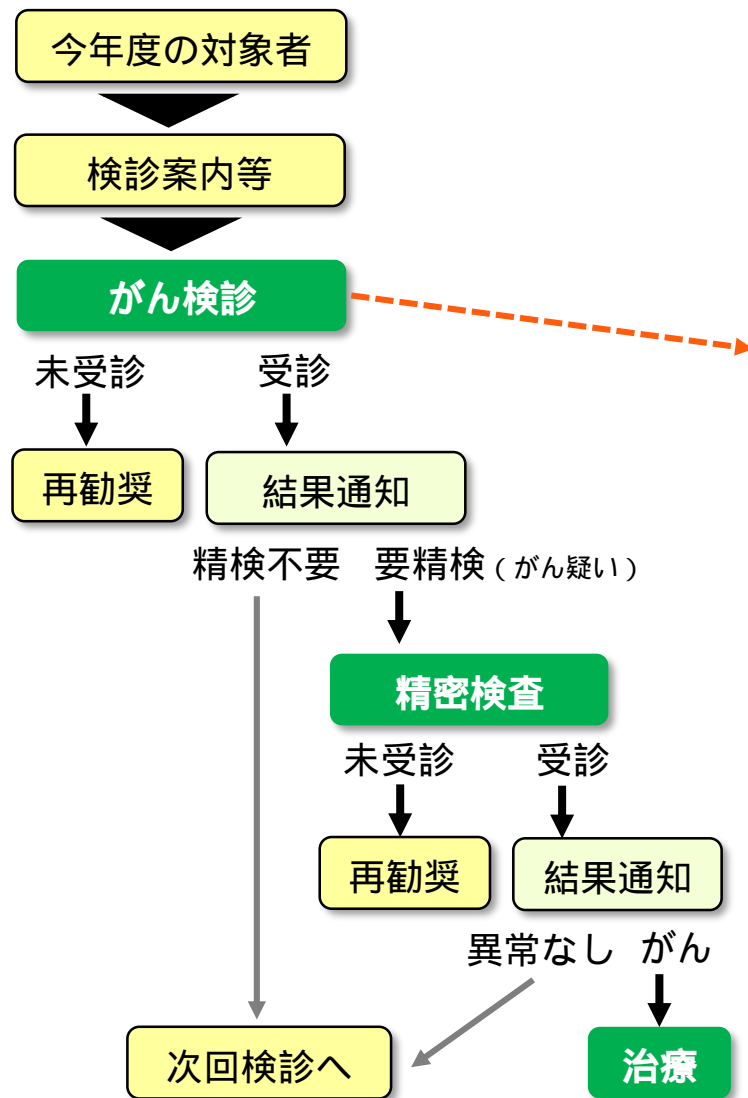 今年度の対象者
検診案内等
がん検診
未受診 受診
再勧奨 結果通知
精検不要 要精検(がん疑い)
精密検査
未受診 受診
再勧奨 結果通知
異常なし がん
次回検診へ 治療